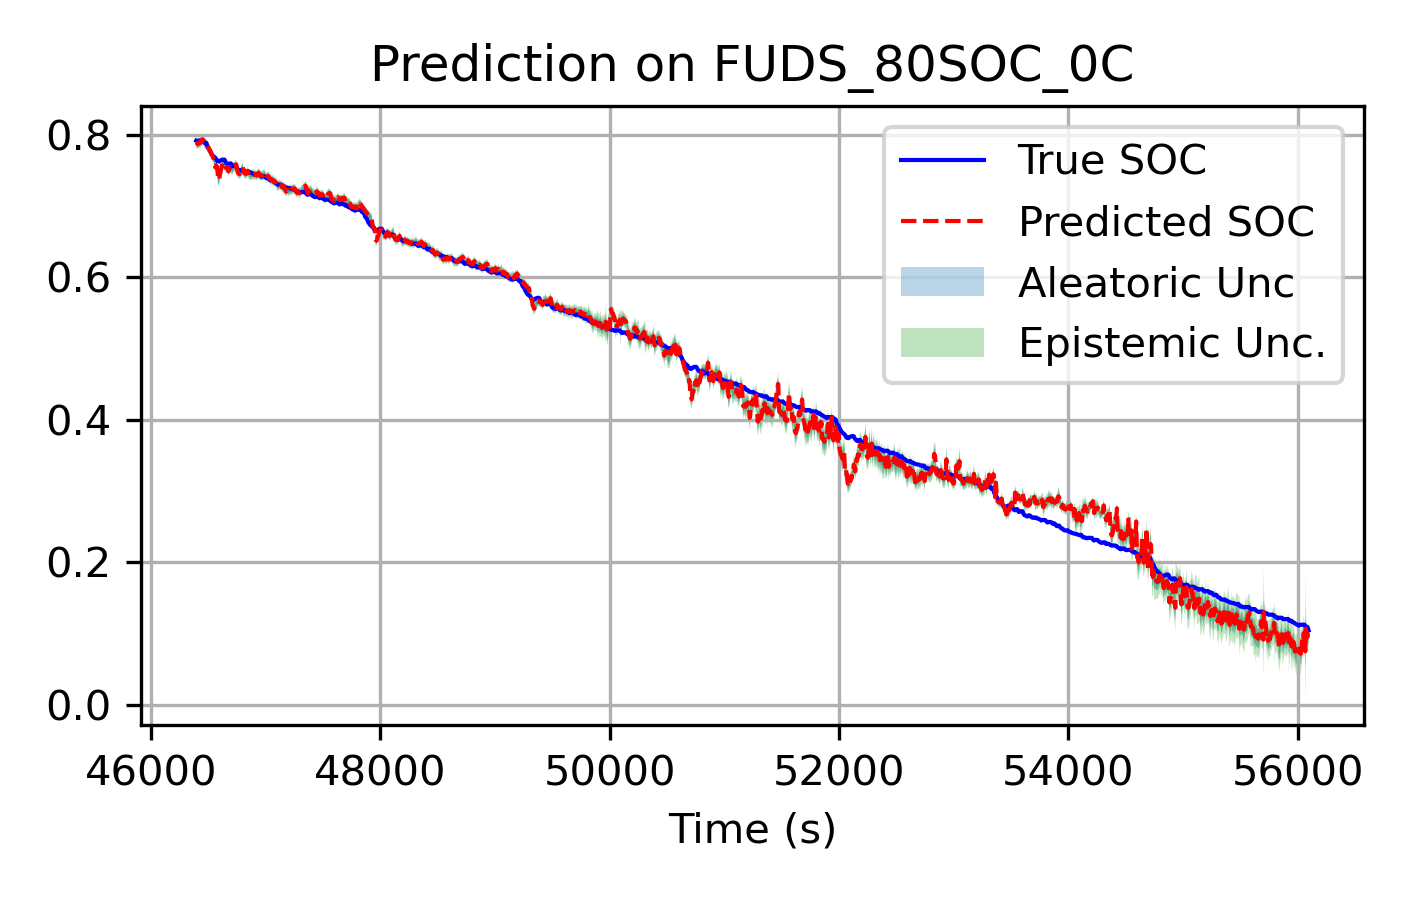 Prediction on FUDS_80SOC_0C
0.8
0.6
0.4
0.2
0.0
True SOC
Predicted SOC
Aleatoric Unc
Epistemic Unc.
46000 48000 50000 52000 54000 56000
Time (s)